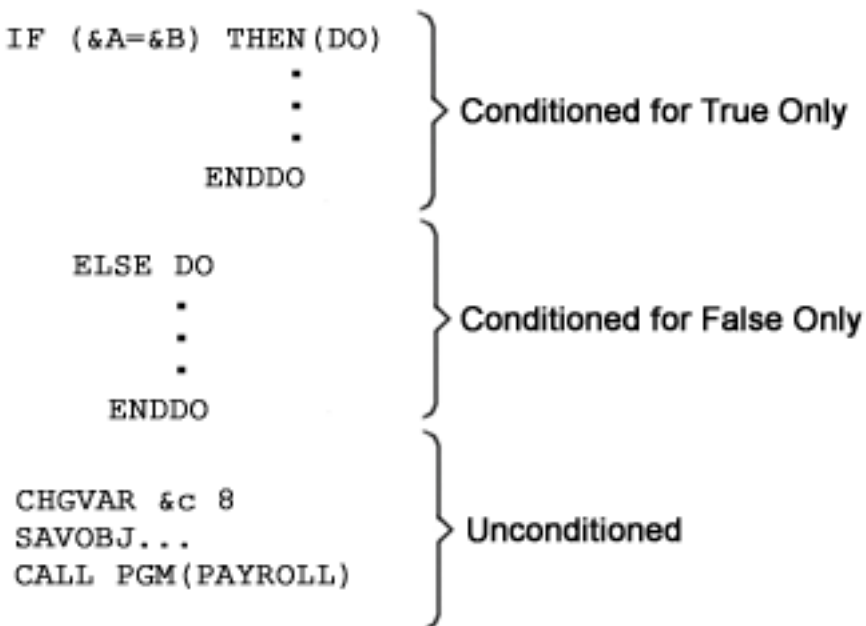 IF (&A=&B) THEN(DO)
.
.
.
ENDDO
Conditioned for True Only
ELSE DO
.
.
.
ENDDO
Conditioned for False Only
CHGVAR &c 8
SAVOBJ...
CALL PGM(PAYROLL)
Unconditioned